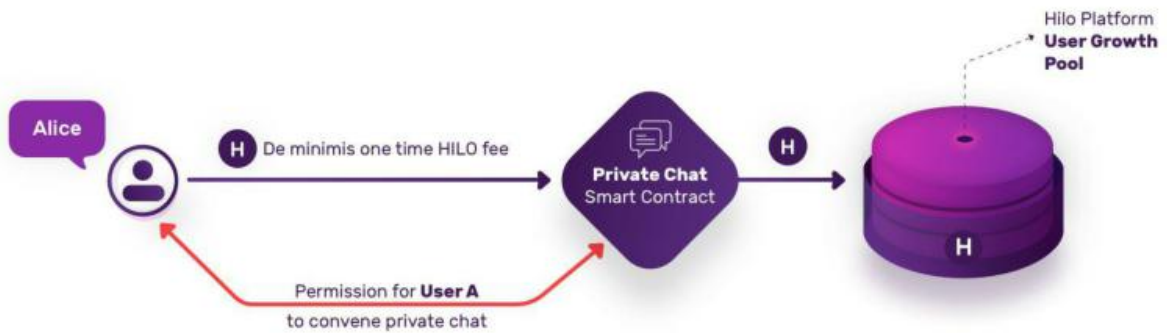 Hilo Platform
User Growth
Pool
Alice
H De minimis one time HILO fee
H
Private Chat
Smart Contract
H
Permission for User A
to convene private chat